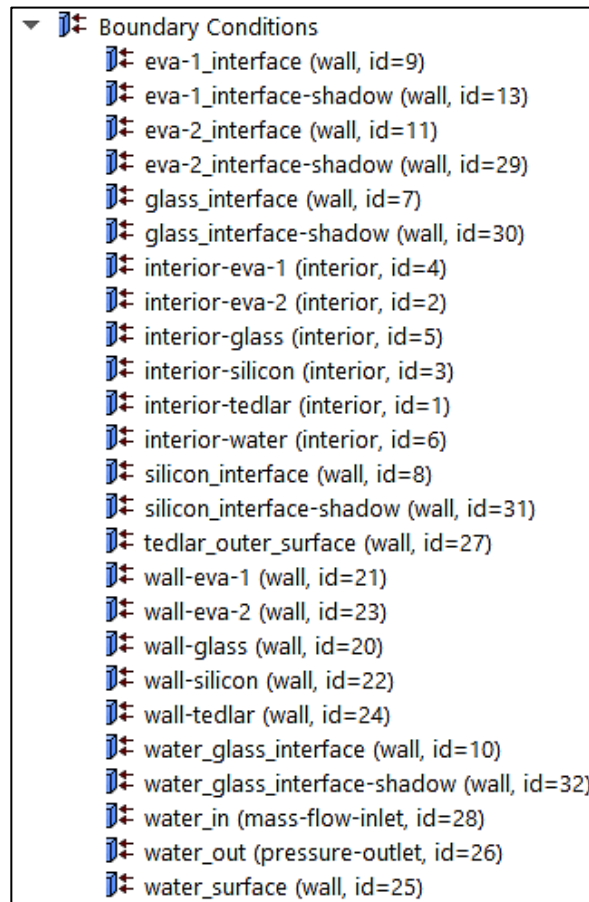 Boundary Conditions
eva-1_interface (wall, id=9)
eva-1_interface-shadow (wall, id=13)
eva-2_interface (wall, id=11)
eva-2_interface-shadow (wall, id=29)
glass_interface (wall, id=7)
glass_interface-shadow (wall, id=30)
interior-eva-1 (interior, id=4)
interior-eva-2 (interior, id=2)
interior-glass (interior, id=5)
interior-silicon (interior, id=3)
interior-tedlar (interior, id=1)
interior-water (interior, id=6)
silicon_interface (wall, id=8)
silicon_interface-shadow (wall, id=31)
tedlar_outer_surface (wall, id=27)
wall-eva-1 (wall, id=21)
wall-eva-2 (wall, id=23)
wall-glass (wall, id=20)
wall-silicon (wall, id=22)
wall-tedlar (wall, id=24)
water_glass_interface (wall, id=10)
water_glass_interface-shadow (wall, id=32)
water_in (mass-flow-inlet, id=28)
water_out (pressure-outlet, id=26)
water_surface (wall, id=25)